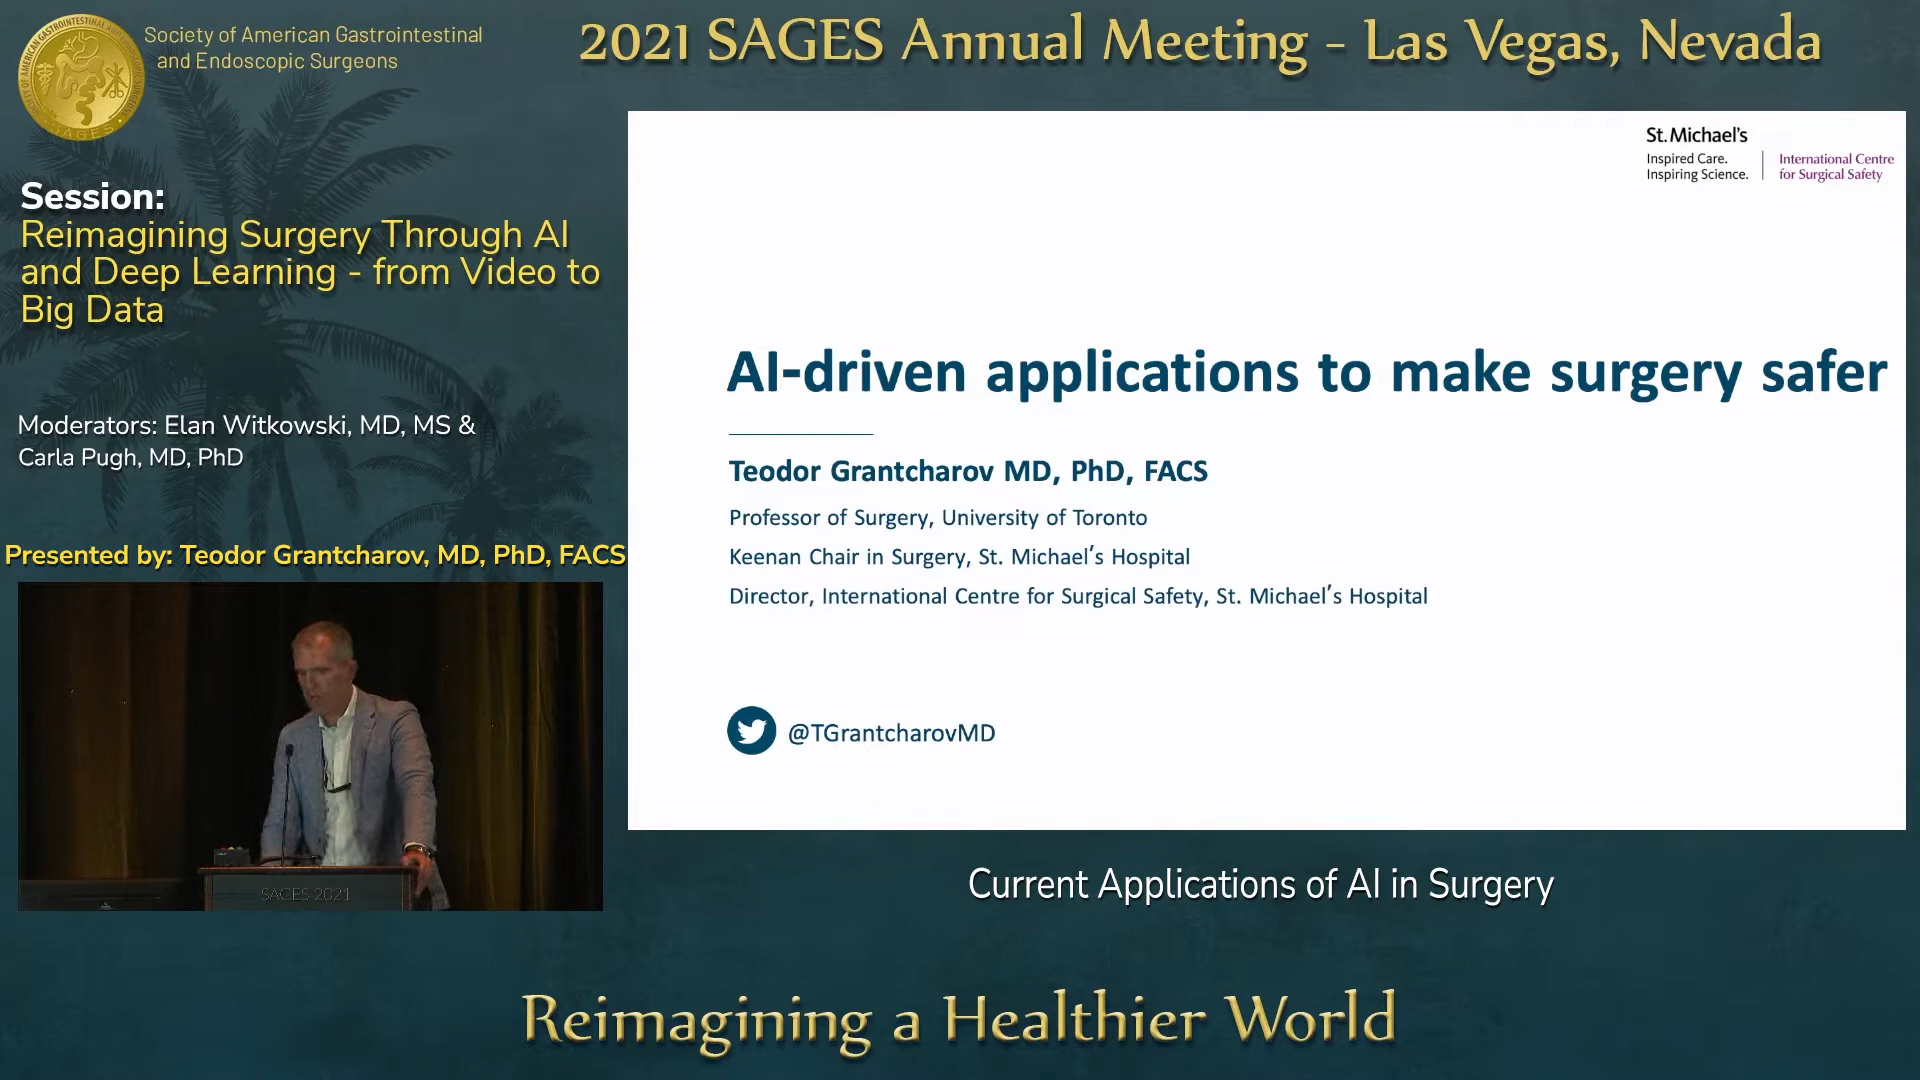 Society of American Gastrointestinal
and Endoscopic Surgeons
2021 SAGES Annual Meeting - Las Vegas, Nevada
SAGES
Session:
Reimagining Surgery Through AI
and Deep Learning - from Video to
Big Data
Moderators: Elan Witkowski, MD, MS &
Carla Pugh, MD, PhD
Presented by: Teodor Grantcharov, MD, PhD, FACS
SAGES 2021
St. Michael's
Inspired Care.
Inspiring Science.
International Centre
for Surgical Safety
AI-driven applications to make surgery safer
Teodor Grantcharov MD, PhD, FACS
Professor of Surgery, University of Toronto
Keenan Chair in Surgery, St. Michael's Hospital
Director, International Centre for Surgical Safety, St. Michael's Hospital
@TGrantcharovMD
Current Applications of AI in Surgery
Reimagining a Healthier World